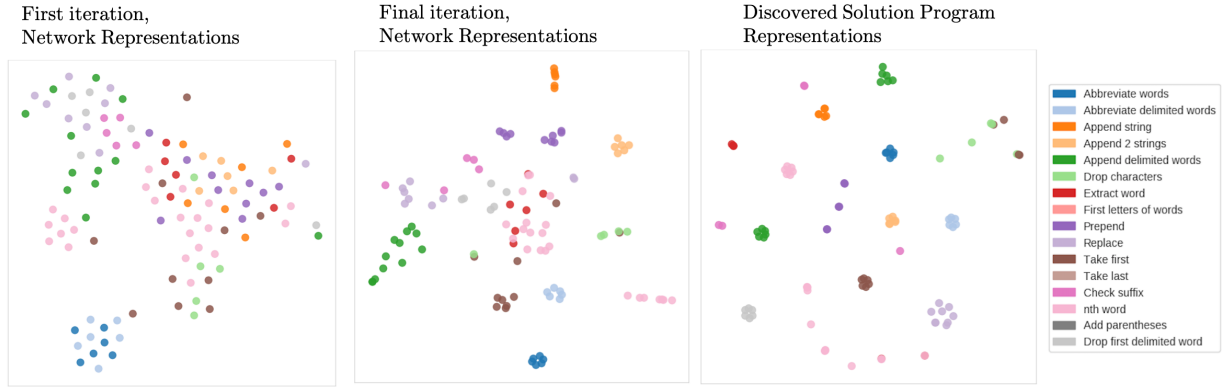 First iteration,
Network Representations
Final iteration,
Network Representations
Discovered Solution Program
Representations
Abbreviate words
Abbreviate delimited words
Append string
Append 2 strings
Append delimited words
Drop characters
Extract word
First letters of words
Prepend
Replace
Take first
Take last
Check suffix
nth word
Add parentheses
Drop first delimited word